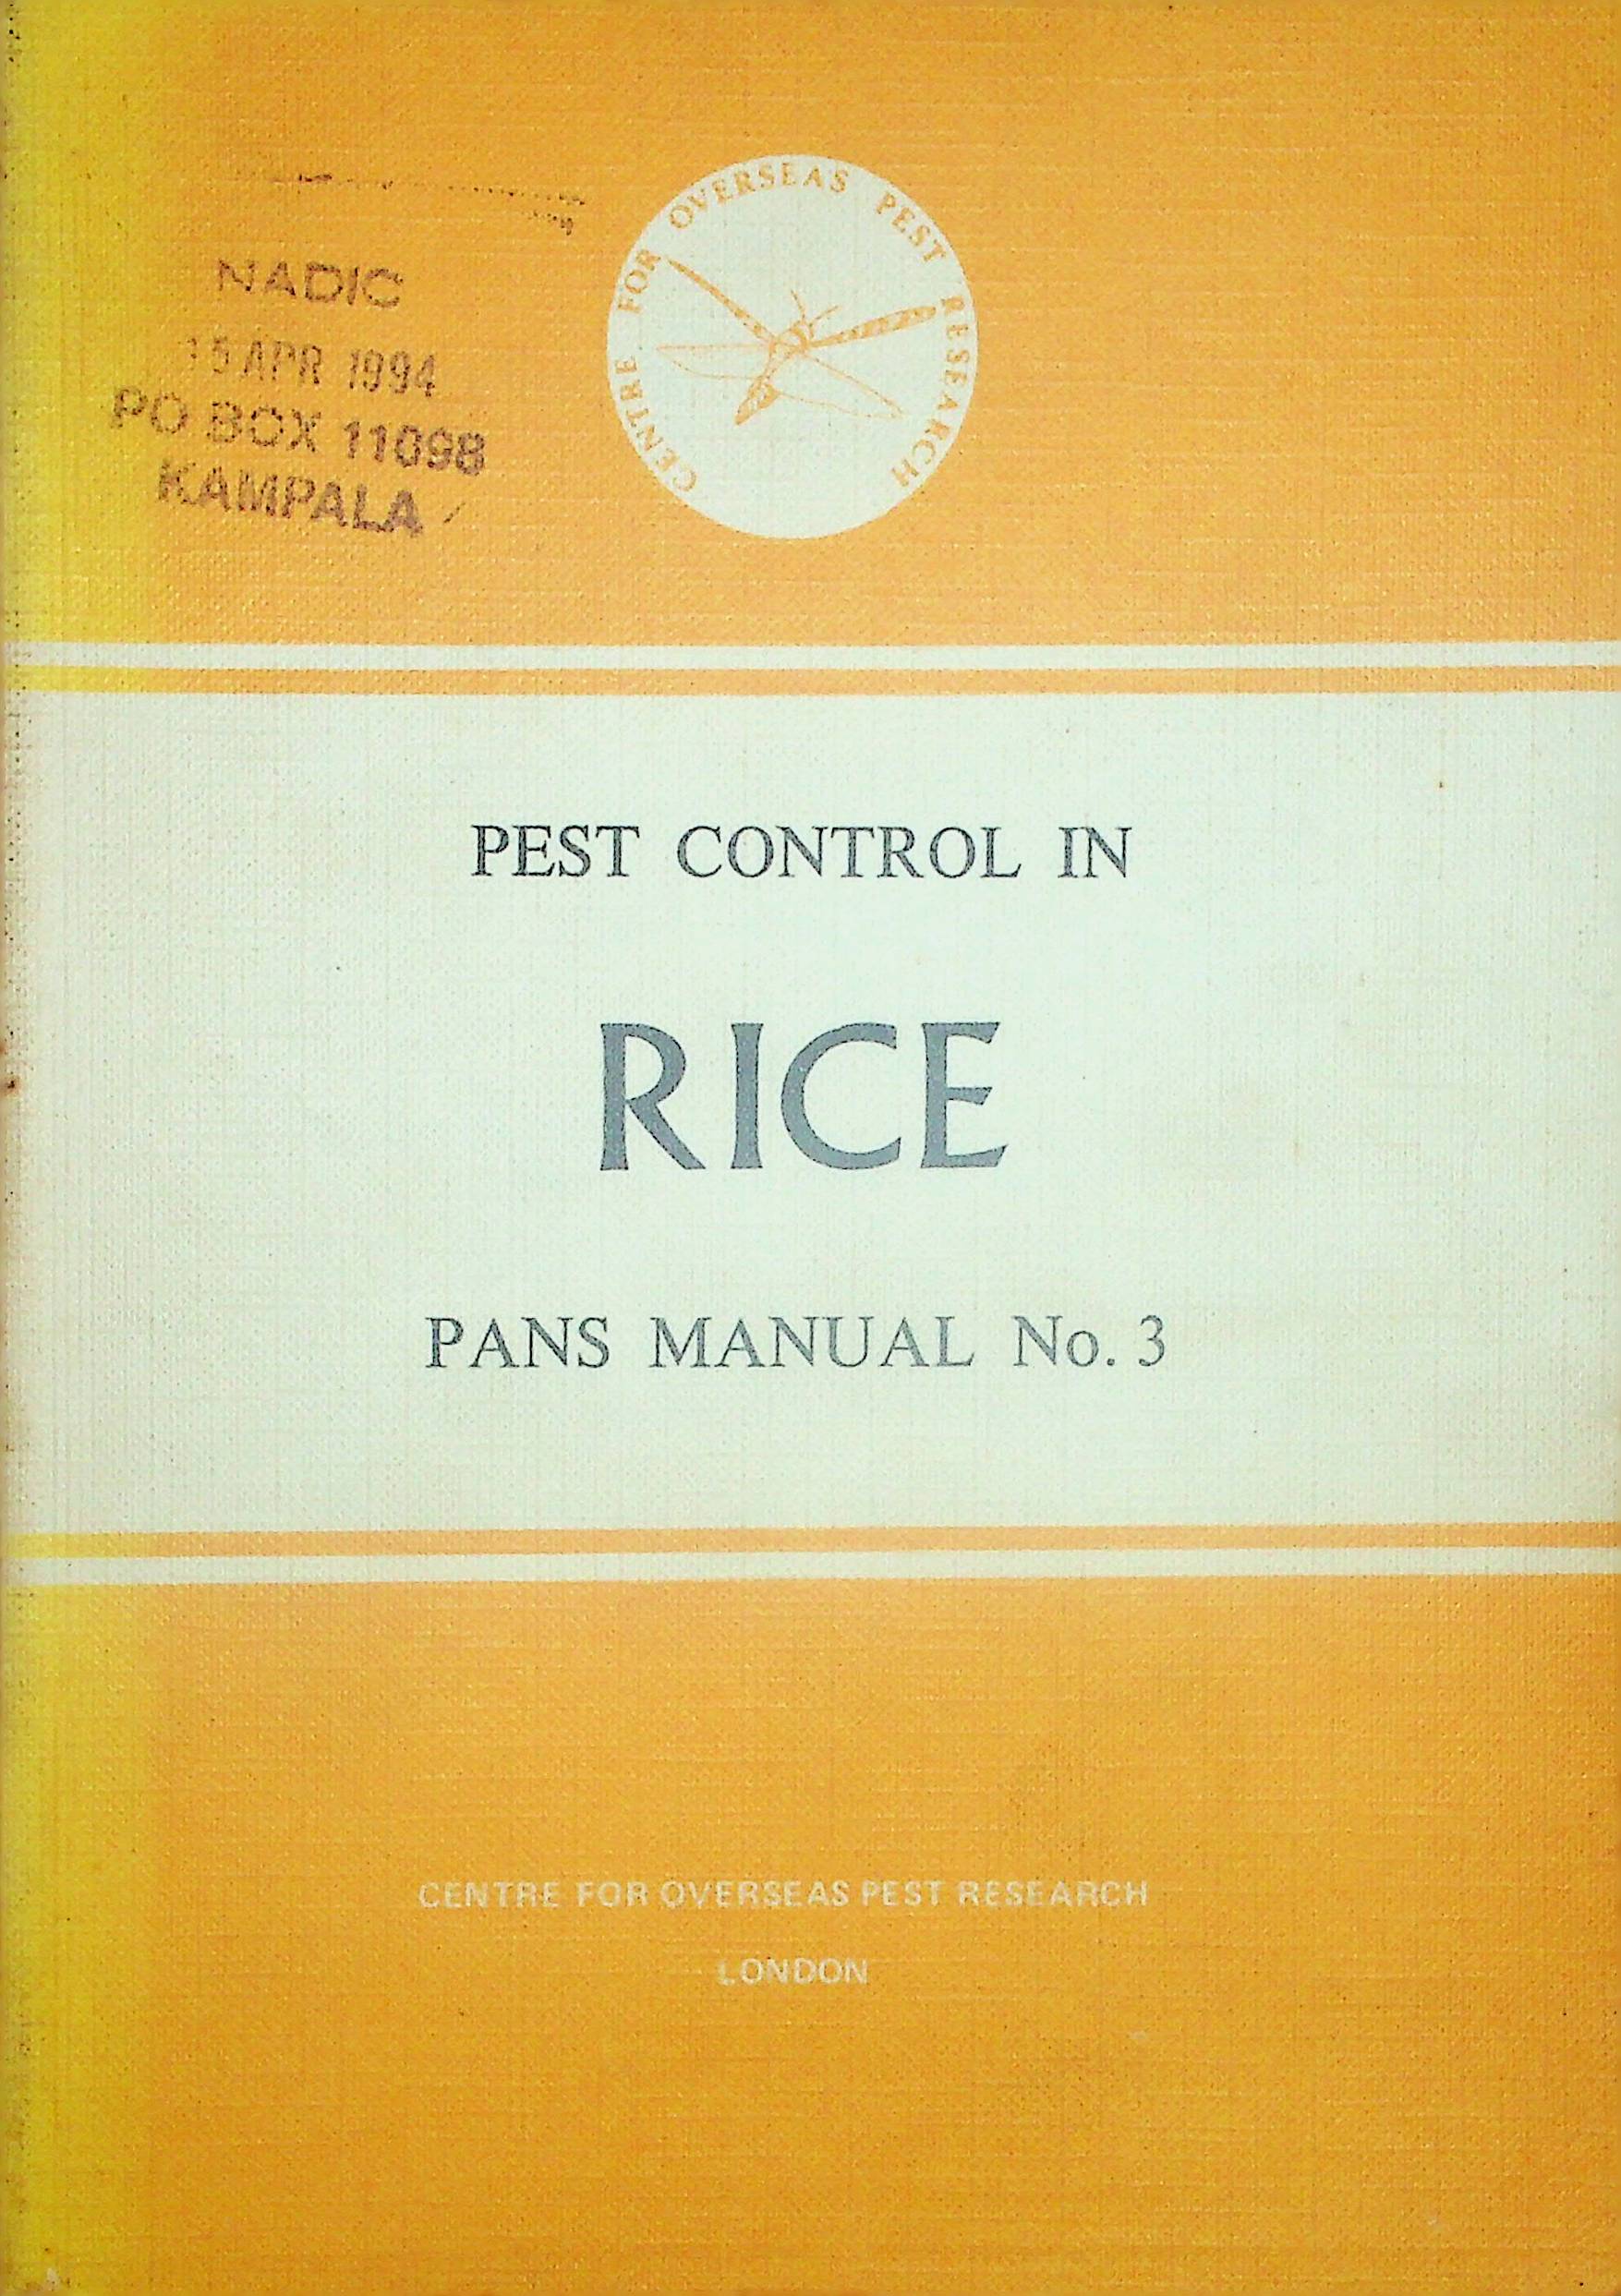 CENTRE FOR OVERSEAS PEST RESEARCH
NADIC
15 APR 1994
PO BOX 11098
KAMPALA
PEST CONTROL IN
RICE
PANS MANUAL No. 3
CENTRE FOR OVERSEAS PEST RESEARCH
LONDON